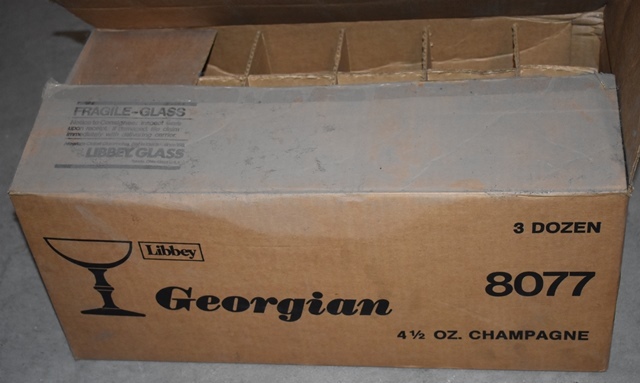 FRAGILE-GLASS
LIBBEY GLASS
3 DOZEN
Libbey
8077
Georgian
4 ½ OZ. CHAMPAGNE